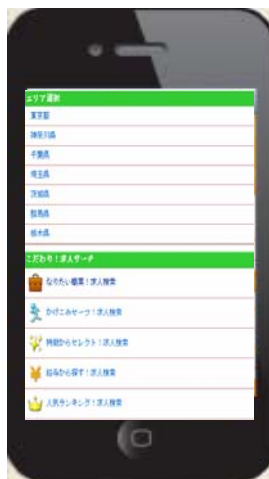 エリア選択
東京都
神奈川県
千葉県
埼玉県
茨城県
群馬県
栃木県
こだわり!求人サーチ
なりたい職業!求人検索
かけこみセーフ!求人検索
特徴からセレクト!求人検索
給与から探す!求人検索
人気ランキング!求人検索